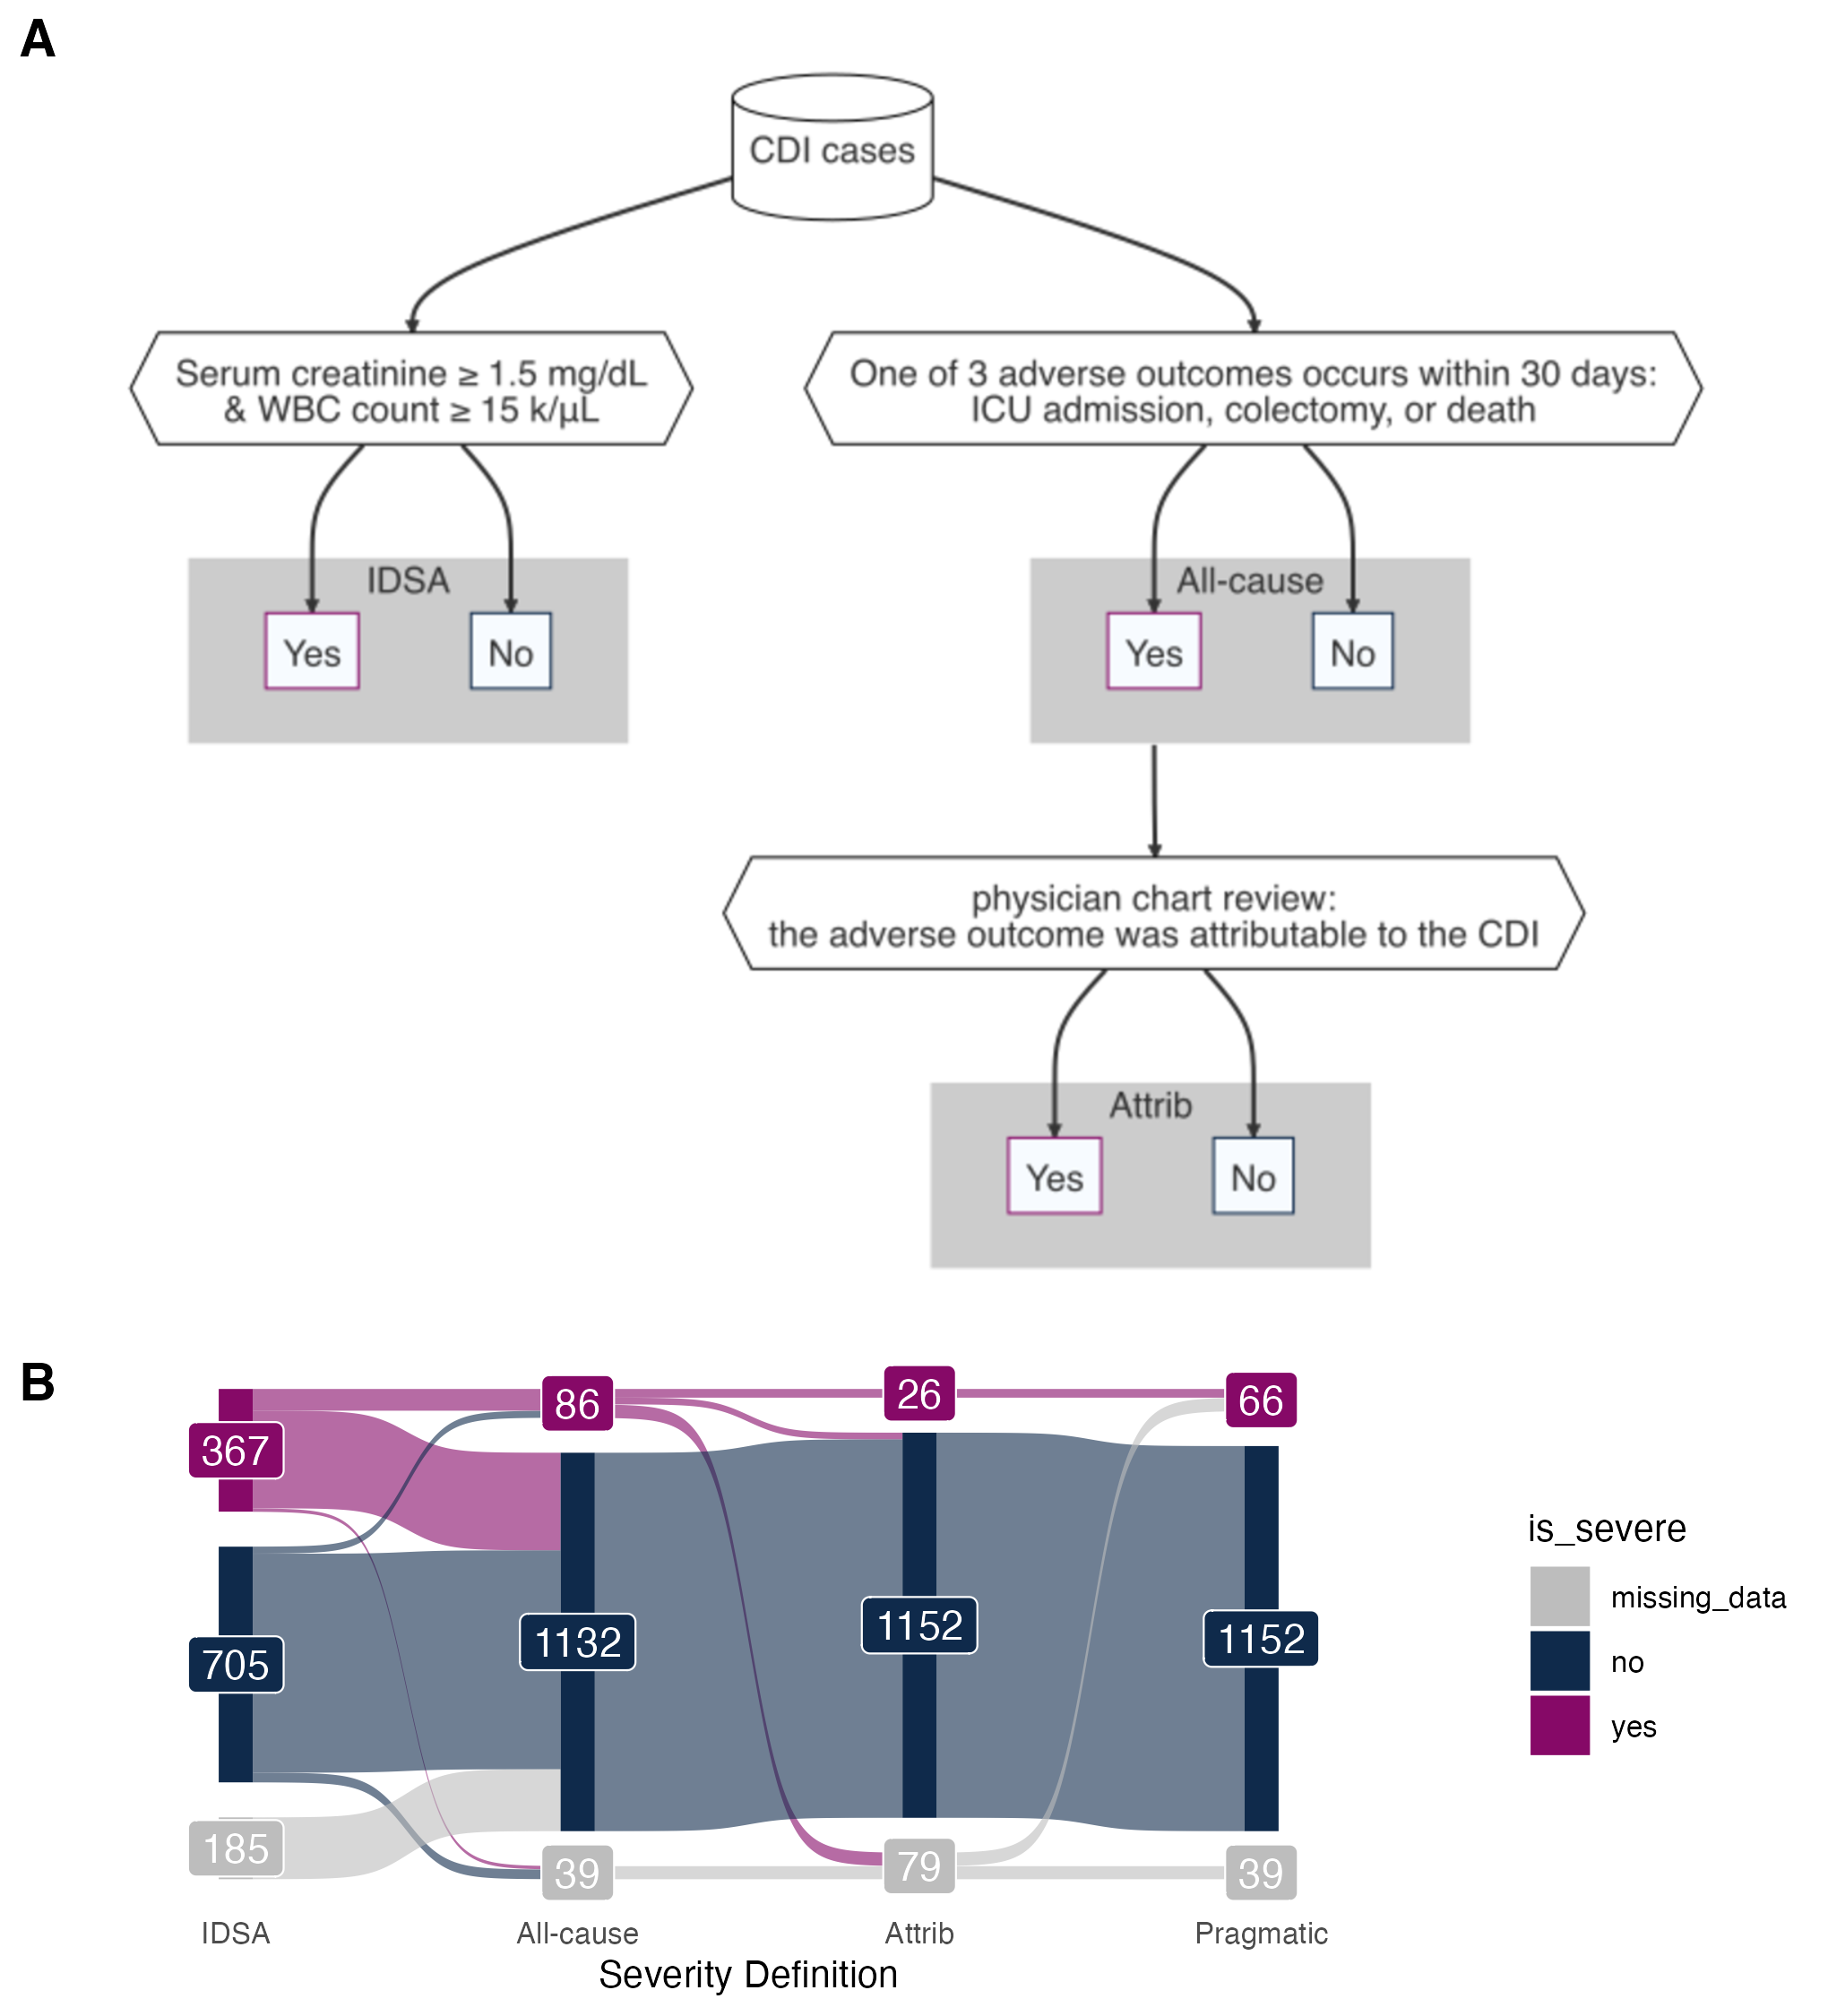 A
CDI cases
Serum creatinine ≥ 1.5 mg/dL
& WBC count ≥ 15 k/μL
One of 3 adverse outcomes occurs within 30 days:
ICU admission, colectomy, or death
IDSA
Yes
No
All-cause
Yes
No
physician chart review:
the adverse outcome was attributable to the CDI
Attrib
Yes
No
B
367
705
185
86
1132
39
26
1152
79
66
1152
39
IDSA
All-cause
Attrib
Pragmatic
Severity Definition
is_severe
missing_data
no
yes